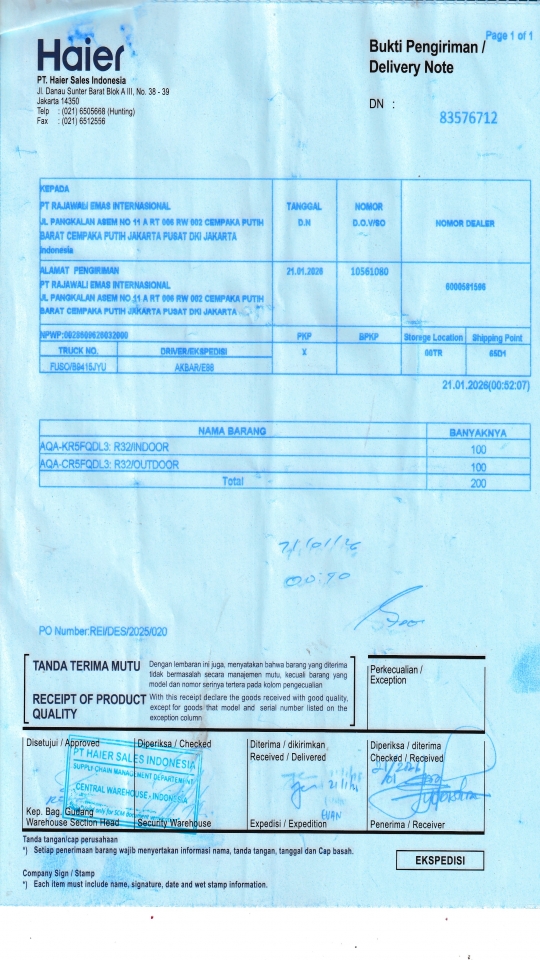 Page 1 of 1
Haier
Bukti Pengiriman /
Delivery Note
PT. Haier Sales Indonesia
Jl. Danau Sunter Barat Blok A III, No. 38 - 39
Jakarta 14350
Telp : (021) 6505668 (Hunting)
Fax : (021) 6512556
DN : 83576712
KEPADA
PT RAJAWALI EMAS INTERNASIONAL
JL PANGKALAN ASEM NO 11 A RT 006 RW 002 CEMPAKA PUTIH
BARAT CEMPAKA PUTIH JAKARTA PUSAT DKI JAKARTA
Indonesia
TANGGAL
D.N
NOMOR
D.O.V/SO
NOMOR DEALER
ALAMAT PENGIRIMAN
PT RAJAWALI EMAS INTERNASIONAL
JL PANGKALAN ASEM NO 11 A RT 006 RW 002 CEMPAKA PUTIH
BARAT CEMPAKA PUTIH JAKARTA PUSAT DKI JAKARTA
21.01.2026
10561080
PKP
BPKP
Storage Location
Shipping Point
TRUCK NO.
DRIVER/EKSPEDISI
X
FUSO/B9415JYU
21.01.2026(00:52:07)
NAMA BARANG
BANYAKNYA
AQA-KR5FQDL3: R32/INDOOR
100
AQA-CR5FQDL3: R32/OUTDOOR
100
Total
200
PO Number:REI/DES/2025/020
TANDA TERIMA MUTU
Dengan lembaran ini juga, menyatakan bahwa barang yang diterima
tidak bermasalah secara manajemen mutu, kecuali barang yang
model dan nomor serinya tertera pada kolom pengecualian
RECEIPT OF PRODUCT
QUALITY
With this receipt declare the goods received with good quality,
except for goods that model and serial number listed on the
exception column
Perkecualian /
Exception
Disetujui / Approved
Diperiksa / Checked
Diterima / dikirimkan
Received / Delivered
Diperiksa / diterima
Checked / Received
PT HAIER SALES INDONESIA
SUPPLY CHAIN MANAGEMENT DEPARTEMENT
CENTRAL WAREHOUSE - INDONESIA
Kep. Bag. Gudang
Warehouse Section Head
Security Warehouse
Expedisi / Expedition
Penerima / Receiver
Tanda tangan/cap perusahaan
*) Setiap penerimaan barang wajib menyertakan informasi nama, tanda tangan, tanggal dan Cap basah.
EKSPEDISI
Company Sign / Stamp
*) Each item must include name, signature, date and wet stamp information.